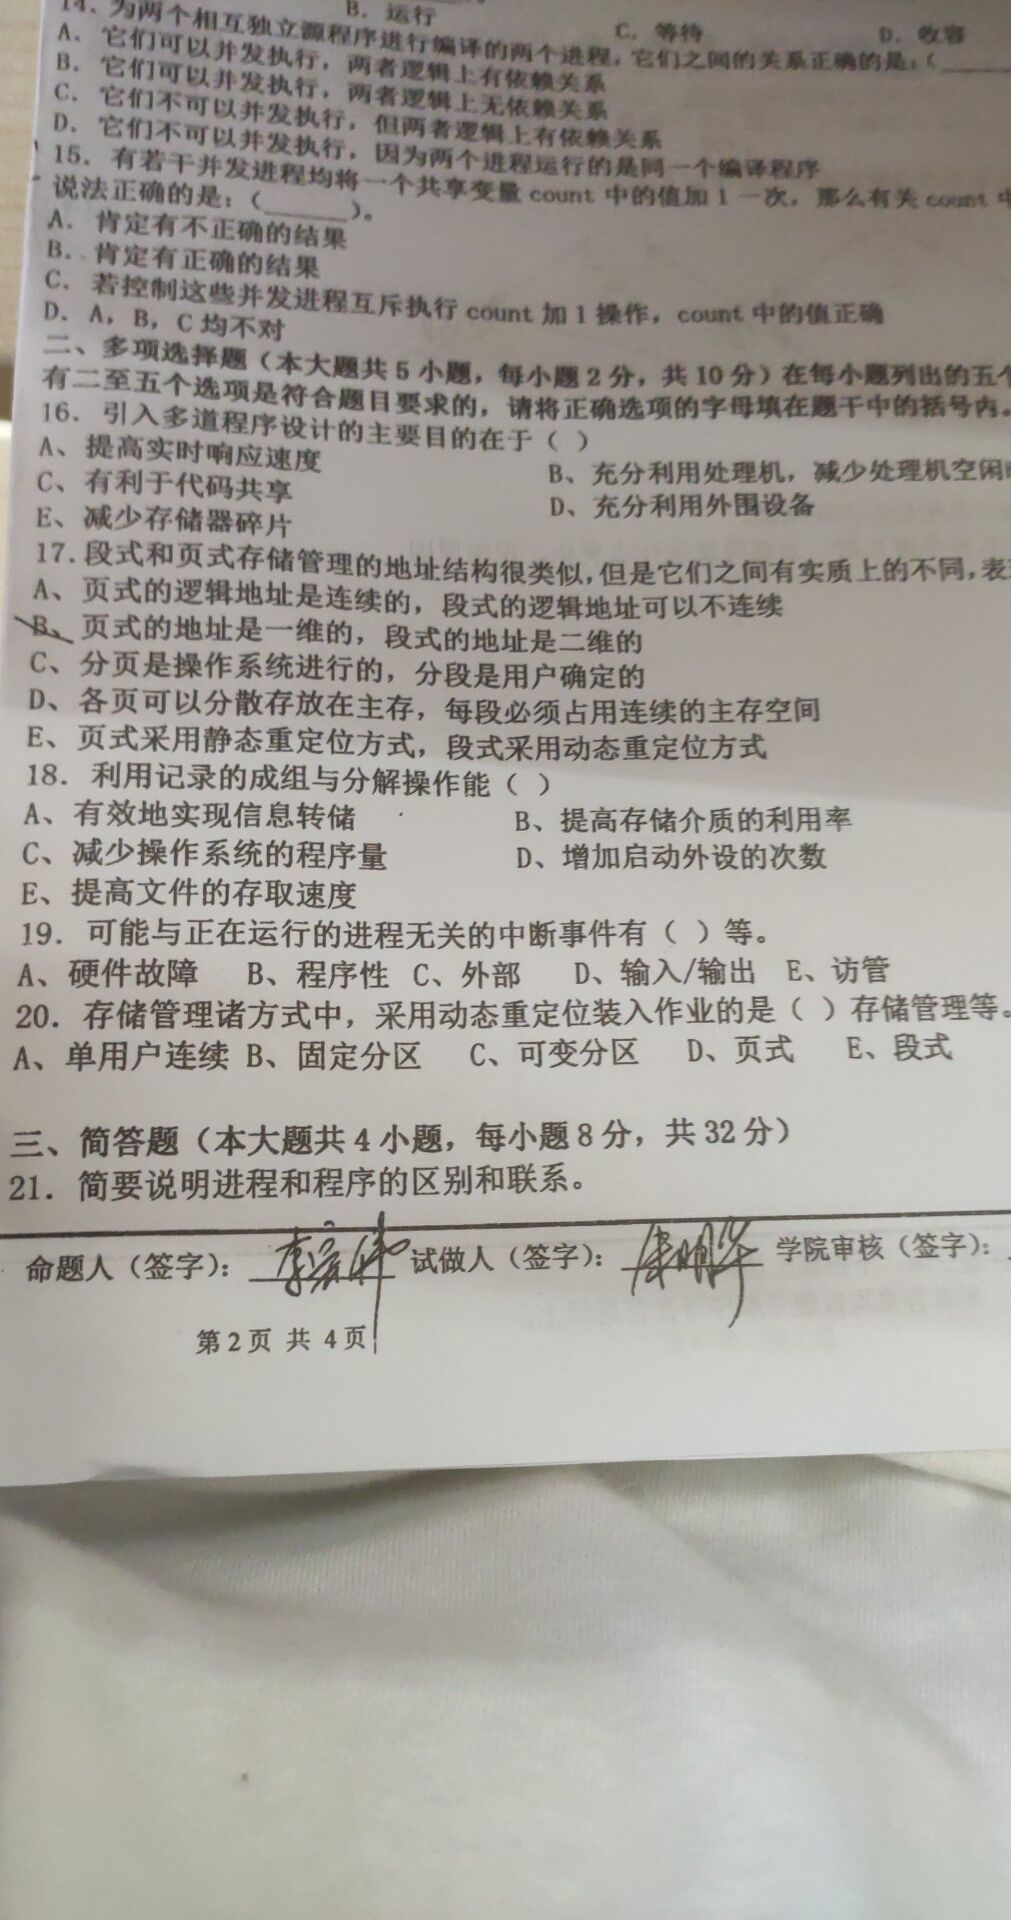 B. 运行
C. 等待
D. 收容
14. 为两个相互独立源程序进行编译的两个进程，它们之间的关系正确的是：(
A. 它们可以并发执行，两者逻辑上有依赖关系
B. 它们可以并发执行，两者逻辑上无依赖关系
C. 它们不可以并发执行，但两者逻辑上有依赖关系
D. 它们不可以并发执行，因为两个进程运行的是同一个编译程序
15. 有若干并发进程均将一个共享变量 count 中的值加 1 一次，那么有关 count 中
说法正确的是：(______)。
A. 肯定有不正确的结果
B. 肯定有正确的结果
C. 若控制这些并发进程互斥执行 count 加 1 操作，count 中的值正确
D. A，B，C 均不对
二、多项选择题（本大题共 5 小题，每小题 2 分，共 10 分）在每小题列出的五个
有二至五个选项是符合题目要求的，请将正确选项的字母填在题干中的括号内。
16. 引入多道程序设计的主要目的在于（ ）
A、提高实时响应速度
B、充分利用处理机，减少处理机空闲
C、有利于代码共享
D、充分利用外围设备
E、减少存储器碎片
17. 段式和页式存储管理的地址结构很类似，但是它们之间有实质上的不同，表
A、页式的逻辑地址是连续的，段式的逻辑地址可以不连续
B、页式的地址是一维的，段式的地址是二维的
C、分页是操作系统进行的，分段是用户确定的
D、各页可以分散存放在主存，每段必须占用连续的主存空间
E、页式采用静态重定位方式，段式采用动态重定位方式
18. 利用记录的成组与分解操作能（ ）
A、有效地实现信息转储 B、提高存储介质的利用率
C、减少操作系统的程序量 D、增加启动外设的次数
E、提高文件的存取速度
19. 可能与正在运行的进程无关的中断事件有（ ）等。
A、硬件故障 B、程序性 C、外部 D、输入/输出 E、访管
20. 存储管理诸方式中，采用动态重定位装入作业的是（ ）存储管理等。
A、单用户连续 B、固定分区 C、可变分区 D、页式 E、段式
三、简答题（本大题共 4 小题，每小题 8 分，共 32 分）
21. 简要说明进程和程序的区别和联系。
命题人（签字）： 试做人（签字）： 学院审核（签字）：
第 2 页 共 4 页